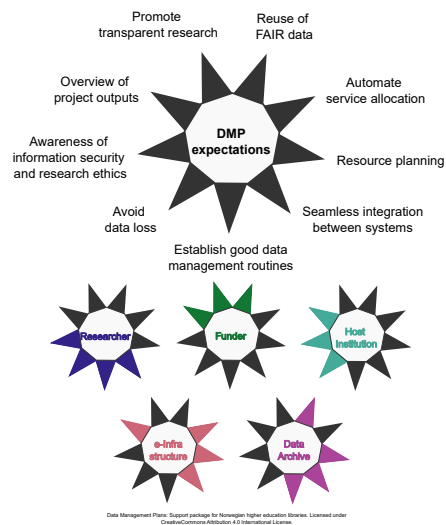 Promote
transparent research
Reuse of
FAIR data
Overview of
project outputs
Automate
service allocation
DMP
expectations
Awareness of
information security
and research ethics
Resource planning
Avoid
data loss
Seamless integration
between systems
Establish good data
management routines
Researcher
Funder
Host
Institution
e-Infra
structure
Data
Archive
Data Management Plans: Support package for Norwegian higher education libraries. Licensed under
CreativeCommons Attribution 4.0 International License.